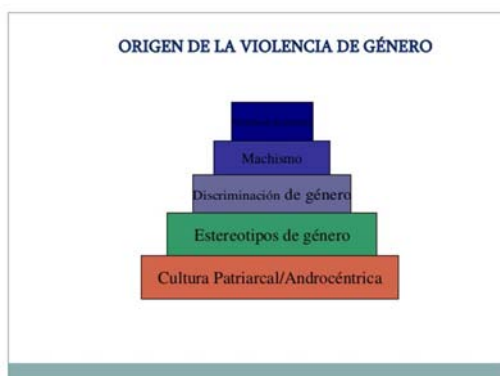 ORIGEN DE LA VIOLENCIA DE GÉNERO
Machismo
Discriminación de género
Estereotipos de género
Cultura Patriarcal/Androcéntrica